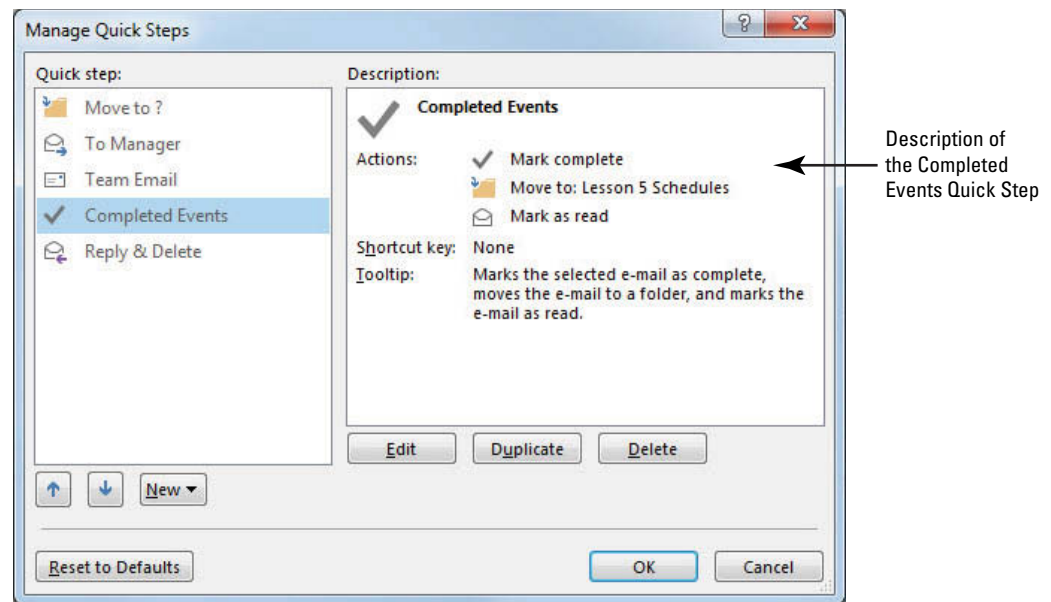 Manage Quick Steps
?
X
Quick step:
Move to ?
To Manager
Team Email
Completed Events
Reply & Delete
New
Reset to Defaults
Description:
Completed Events
Actions:
Mark complete
Move to: Lesson 5 Schedules
Mark as read
Shortcut key: None
Tooltip: Marks the selected e-mail as complete,
moves the e-mail to a folder, and marks the
e-mail as read.
Edit Duplicate Delete
OK Cancel
Description of
the Completed
Events Quick Step